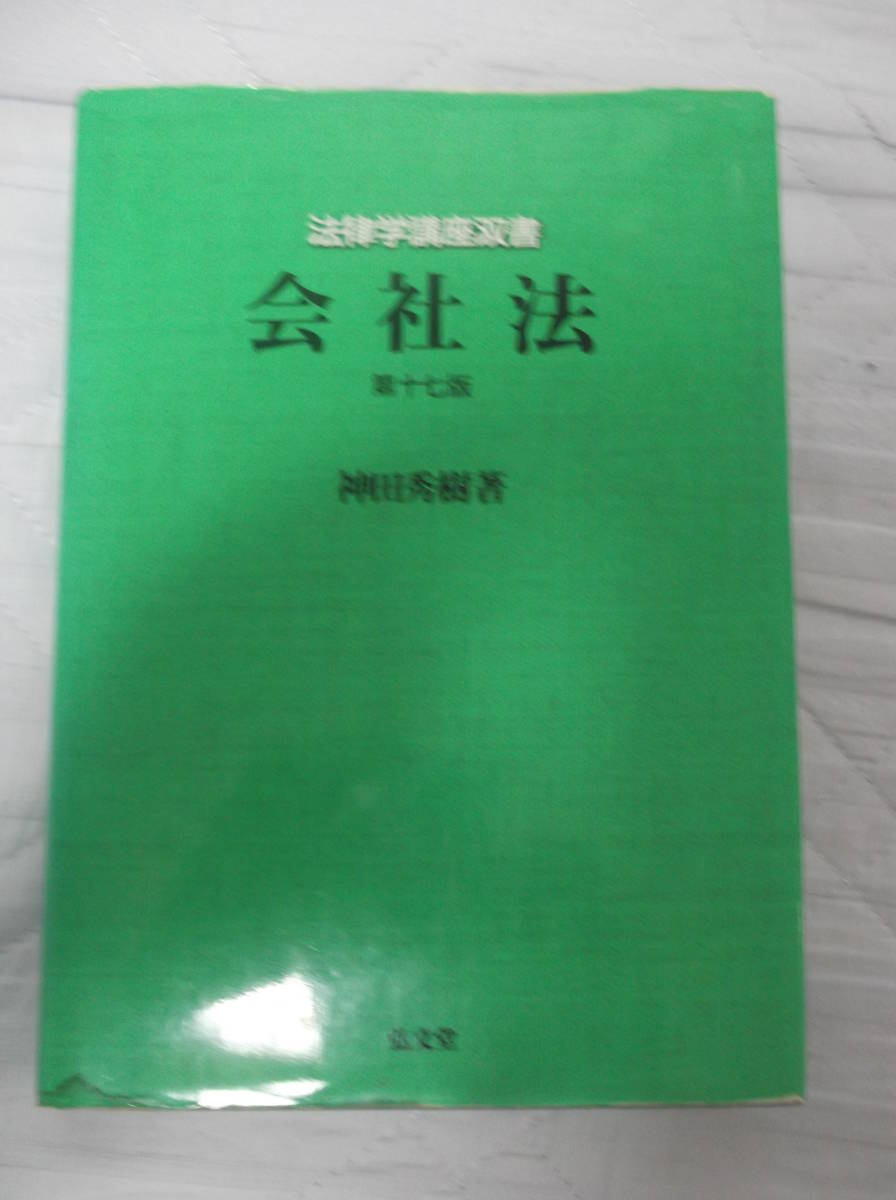 法律学講座双書
会社法
第十七版
神田秀樹著
弘文堂